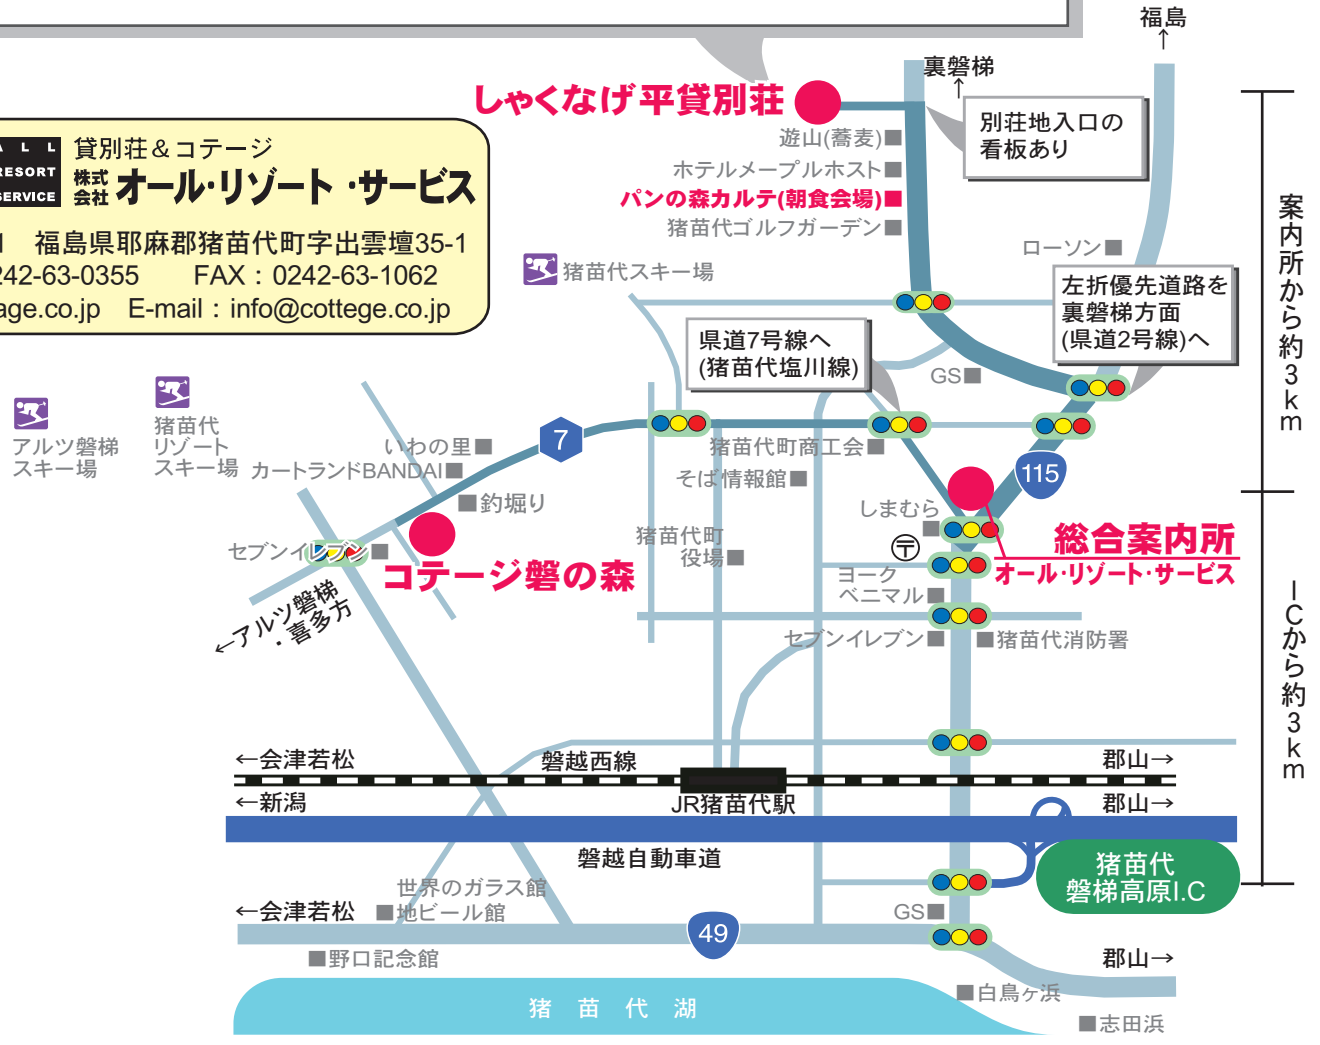 福島
↑
裏磐梯
↑
しゃくなげ平貸別荘
別荘地入口の
看板あり
遊山(蕎麦)■
ホテルメープルホスト■
パンの森カルテ(朝食会場)■
猪苗代ゴルフガーデン■
ALL
RESORT
SERVICE
貸別荘＆コテージ
株式会社 オール・リゾート・サービス
福島県耶麻郡猪苗代町字出雲壇35-1
242-63-0355 FAX：0242-63-1062
age.co.jp E-mail：info@cottege.co.jp
猪苗代スキー場
ローソン■
左折優先道路を
裏磐梯方面
(県道2号線)へ
県道7号線へ
(猪苗代塩川線)
GS■
案内所から約3km
アルツ磐梯
スキー場
猪苗代
リゾート
スキー場
いわの里■
カートランドBANDAI■
7
猪苗代町商工会■
そば情報館■
115
■釣堀り
しまむら
■
セブンイレブン■
コテージ磐の森
猪苗代町
役場■
〒
総合案内所
オール・リゾート・サービス
ヨーク
ベニマル■
←アルツ磐梯
・喜多方
セブンイレブン■
■猪苗代消防署
ICから約3km
←会津若松
磐越西線
郡山→
←新潟
JR猪苗代駅
郡山→
磐越自動車道
猪苗代
磐梯高原I.C
世界のガラス館
■地ビール館
←会津若松
GS■
49
■野口記念館
郡山→
■白鳥ヶ浜
猪苗代湖
■志田浜